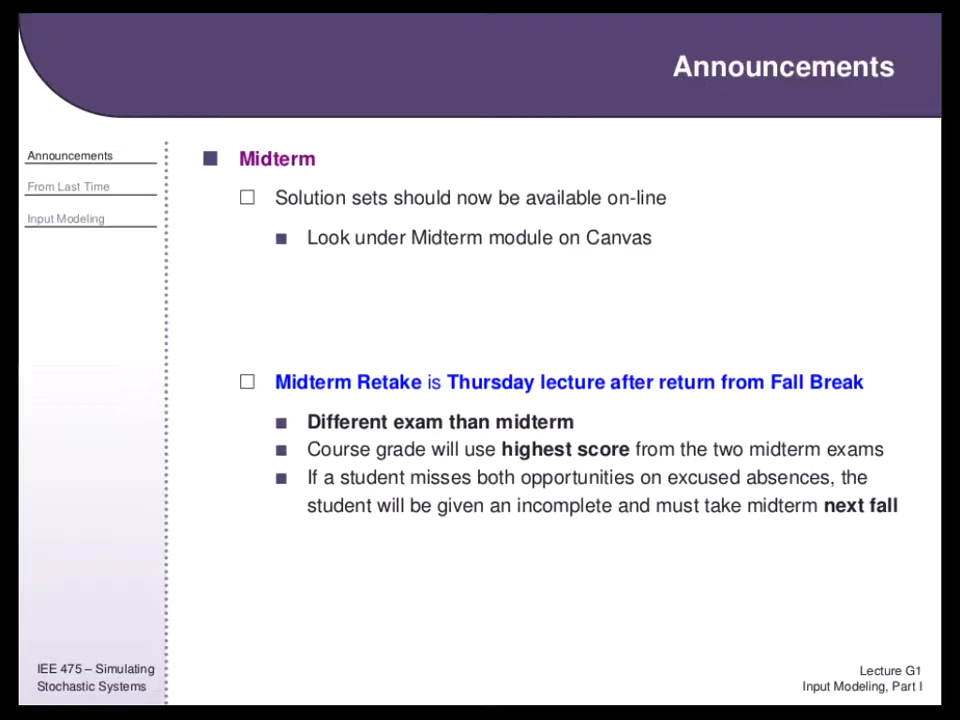 Announcements
Announcements
From Last Time
Input Modeling
Midterm
Solution sets should now be available on-line
Look under Midterm module on Canvas
Midterm Retake is Thursday lecture after return from Fall Break
Different exam than midterm
Course grade will use highest score from the two midterm exams
If a student misses both opportunities on excused absences, the
student will be given an incomplete and must take midterm next fall
IEE 475 – Simulating
Stochastic Systems
Lecture G1
Input Modeling, Part I